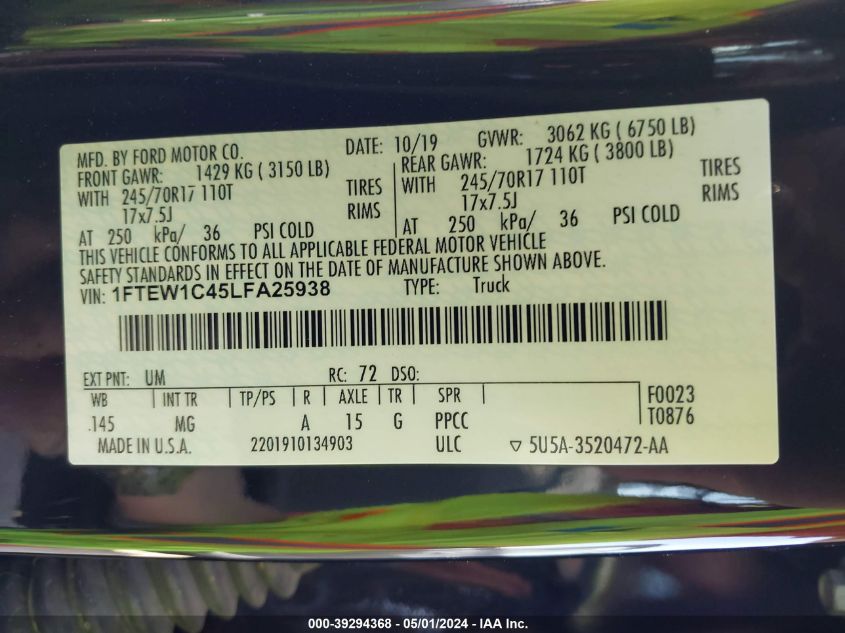 MFD. BY FORD MOTOR CO. DATE: 10/19 GVWR: 3062 KG ( 6750 LB)
FRONT GAWR: 1429 KG ( 3150 LB) REAR GAWR: 1724 KG ( 3800 LB)
WITH 245/70R17 110T TIRES WITH 245/70R17 110T TIRES
17x7.5J RIMS 17x7.5J RIMS
AT 250 kPa/ 36 PSI COLD AT 250 kPa/ 36 PSI COLD
THIS VEHICLE CONFORMS TO ALL APPLICABLE FEDERAL MOTOR VEHICLE
SAFETY STANDARDS IN EFFECT ON THE DATE OF MANUFACTURE SHOWN ABOVE.
VIN: 1FTEW1C45LFA25938 TYPE: Truck
EXT PNT: UM RC: 72 DSO:
WB INT TR TP/PS R AXLE TR SPR F0023
.145 MG A 15 G PPCC T0876
MADE IN U.S.A. 2201910134903 ULC ▽ 5U5A-3520472-AA
000-39294368 - 05/01/2024 - IAA Inc.